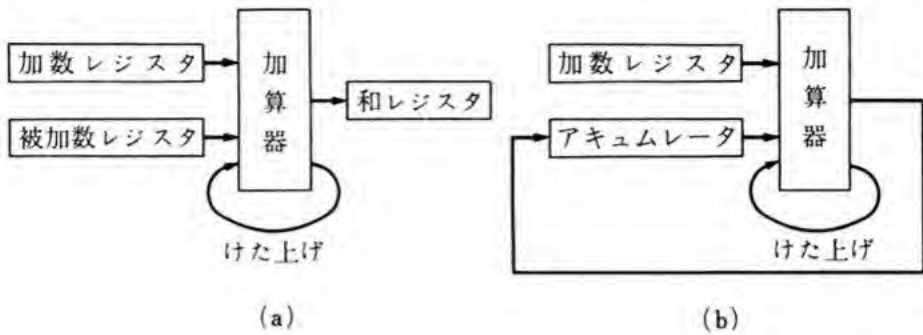 加数レジスタ
被加数レジスタ
加算器
和レジスタ
けた上げ
(a)
加数レジスタ
アキュムレータ
加算器
けた上げ
(b)